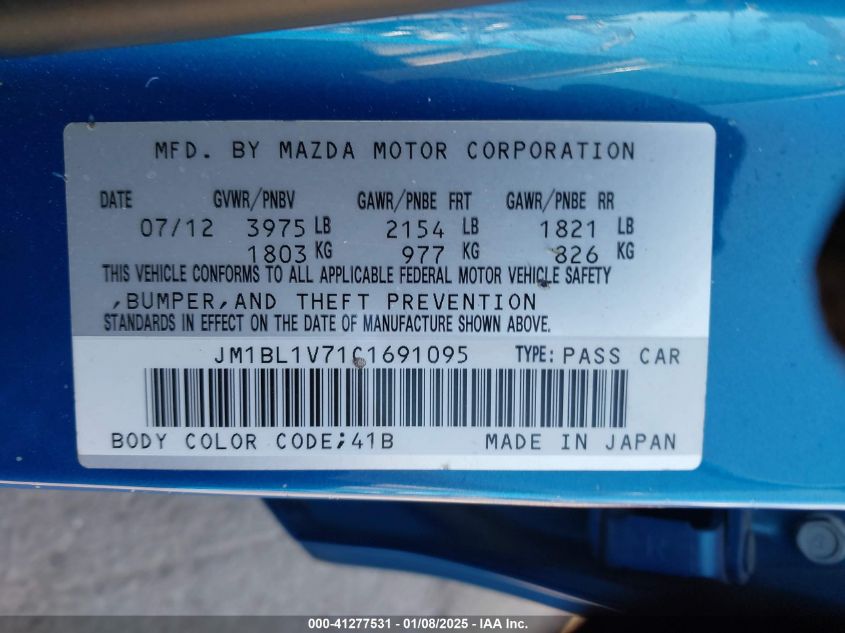 MFD. BY MAZDA MOTOR CORPORATION
DATE GVWR/PNBV GAWR/PNBE FRT GAWR/PNBE RR
07/12 3975 LB 2154 LB 1821 LB
1803 KG 977 KG 826 KG
THIS VEHICLE CONFORMS TO ALL APPLICABLE FEDERAL MOTOR VEHICLE SAFETY
,BUMPER,AND THEFT PREVENTION
STANDARDS IN EFFECT ON THE DATE OF MANUFACTURE SHOWN ABOVE.
JM1BL1V71C1691095 TYPE: PASS CAR
BODY COLOR CODE;41B MADE IN JAPAN
000-41277531 - 01/08/2025 - IAA Inc.